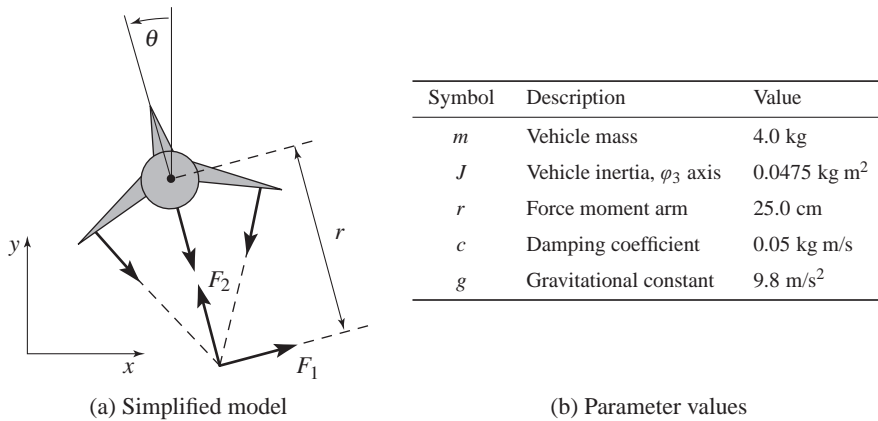 θ
r
y
x
F₂
F₁
(a) Simplified model
Symbol Description Value
m Vehicle mass 4.0 kg
J Vehicle inertia, φ₃ axis 0.0475 kg m²
r Force moment arm 25.0 cm
c Damping coefficient 0.05 kg m/s
g Gravitational constant 9.8 m/s²
(b) Parameter values